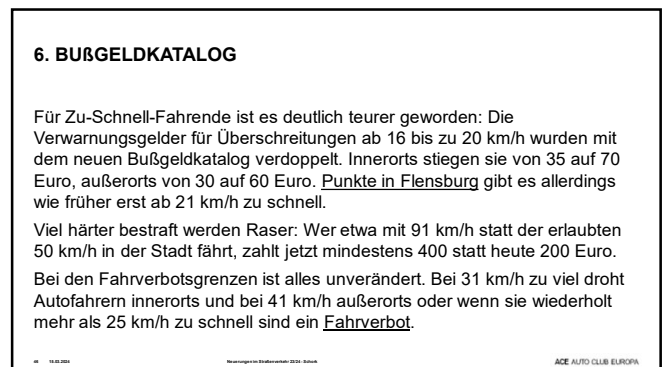 6. BUßGELDKATALOG
Für Zu-Schnell-Fahrende ist es deutlich teurer geworden: Die
Verwarnungsgelder für Überschreitungen ab 16 bis zu 20 km/h wurden mit
dem neuen Bußgeldkatalog verdoppelt. Innerorts stiegen sie von 35 auf 70
Euro, außerorts von 30 auf 60 Euro. Punkte in Flensburg gibt es allerdings
wie früher erst ab 21 km/h zu schnell.
Viel härter bestraft werden Raser: Wer etwa mit 91 km/h statt der erlaubten
50 km/h in der Stadt fährt, zahlt jetzt mindestens 400 statt heute 200 Euro.
Bei den Fahrverbotsgrenzen ist alles unverändert. Bei 31 km/h zu viel droht
Autofahrern innerorts und bei 41 km/h außerorts oder wenn sie wiederholt
mehr als 25 km/h zu schnell sind ein Fahrverbot.
Neuerungen im Straßenverkehr 23/24 - Schork
ACE AUTO CLUB EUROPA